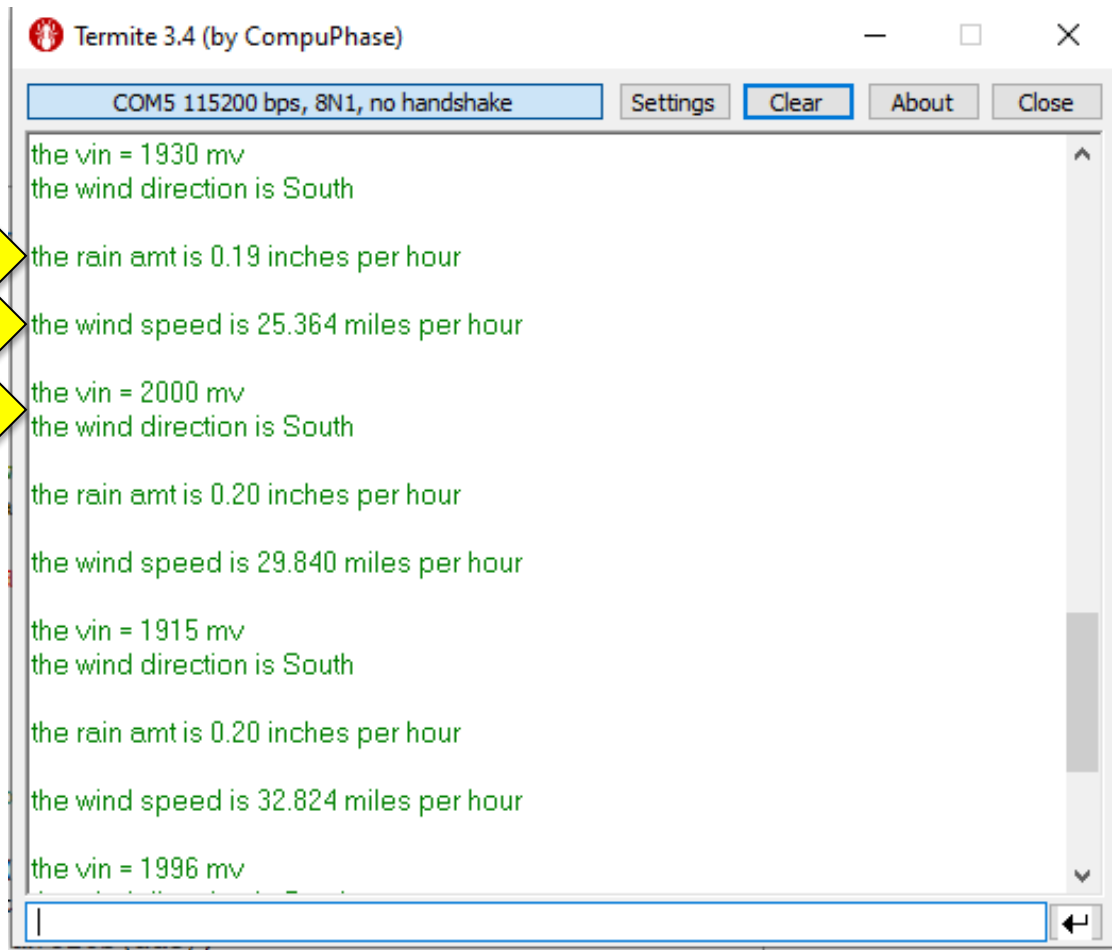 Termite 3.4 (by CompuPhase)
COM5 115200 bps, 8N1, no handshake Settings Clear About Close
the vin = 1930 mv
the wind direction is South
the rain amt is 0.19 inches per hour
the wind speed is 25.364 miles per hour
the vin = 2000 mv
the wind direction is South
the rain amt is 0.20 inches per hour
the wind speed is 29.840 miles per hour
the vin = 1915 mv
the wind direction is South
the rain amt is 0.20 inches per hour
the wind speed is 32.824 miles per hour
the vin = 1996 mv